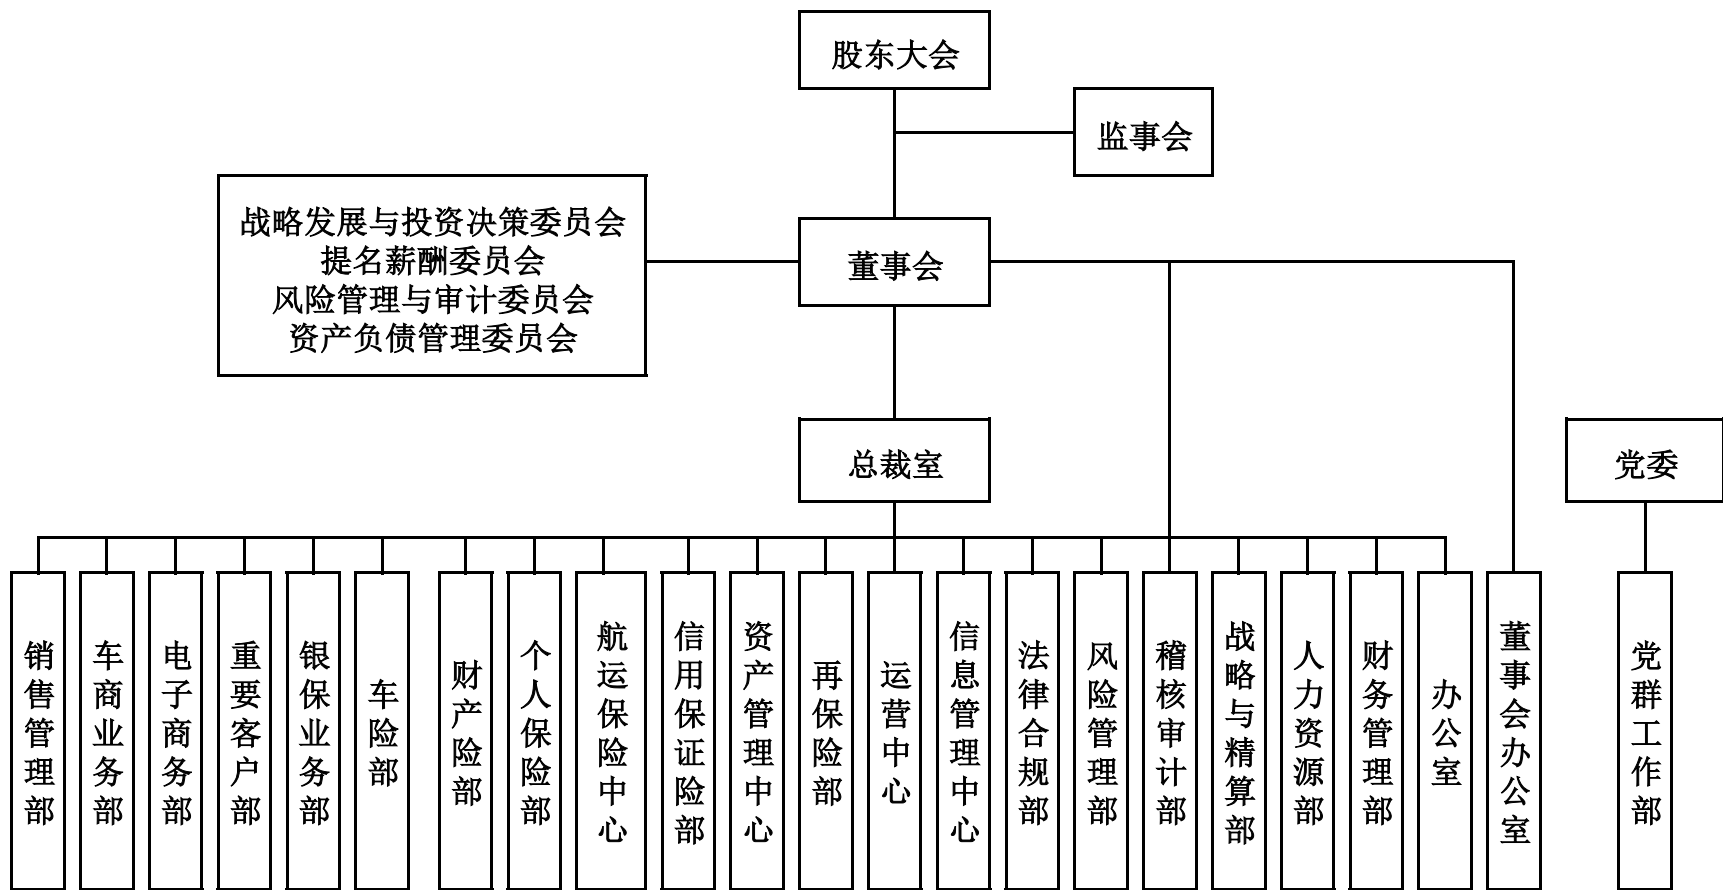 股东大会
监事会
战略发展与投资决策委员会
提名薪酬委员会
风险管理与审计委员会
资产负债管理委员会
董事会
总裁室
党委
销售管理部
车商业务部
电子商务部
重要客户部
银保业务部
车险部
财产险部
个人保险部
航运保险中心
信用保证险部
资产管理中心
再保险部
运营中心
信息管理中心
法律合规部
风险管理部
稽核审计部
战略与精算部
人力资源部
财务管理部
办公室
董事会办公室
党群工作部